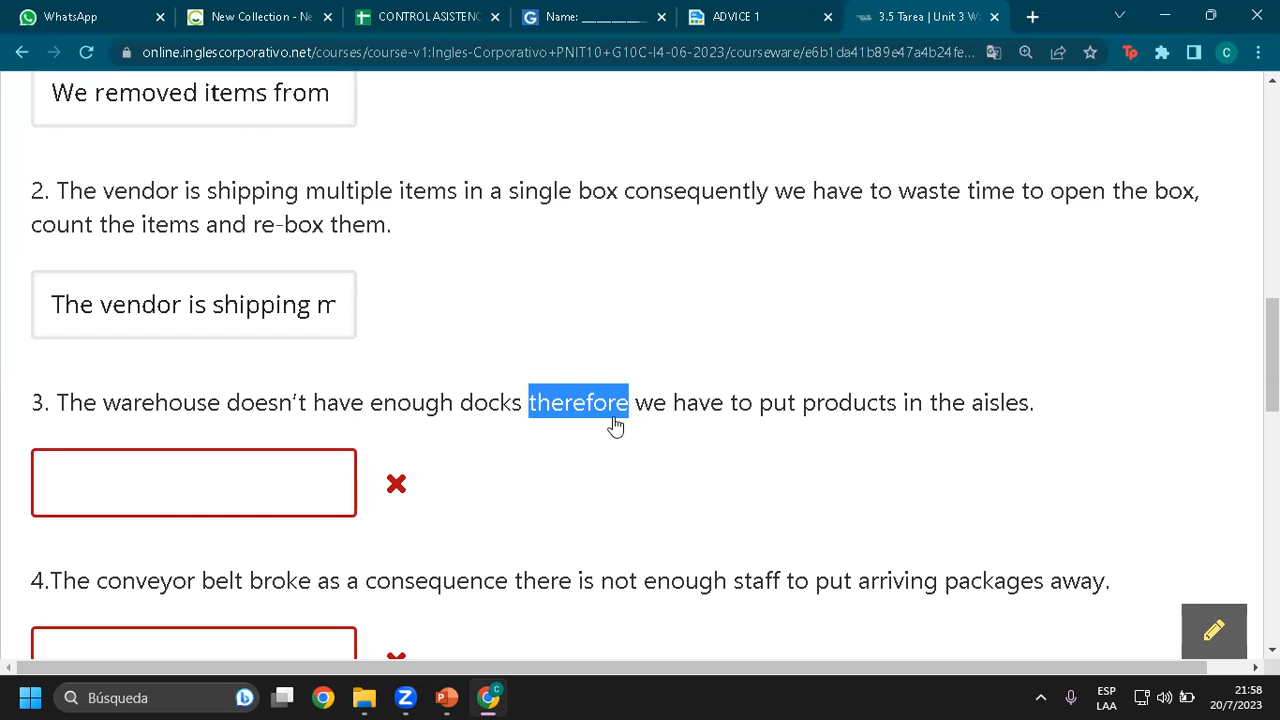 WhatsApp
New Collection - Ne
CONTROL ASISTENC
Name: ___________
ADVICE 1
3.5 Tarea | Unit 3 W
online.inglescorporativo.net/courses/course-v1:Ingles-Corporativo+PNIT10+G10C-I4-06-2023/courseware/e6b1da41b89e47a4b24fe...
We removed items from
2. The vendor is shipping multiple items in a single box consequently we have to waste time to open the box,
count the items and re-box them.
The vendor is shipping m
3. The warehouse doesn't have enough docks therefore we have to put products in the aisles.
4.The conveyor belt broke as a consequence there is not enough staff to put arriving packages away.
Búsqueda
ESP
LAA
21:58
20/7/2023